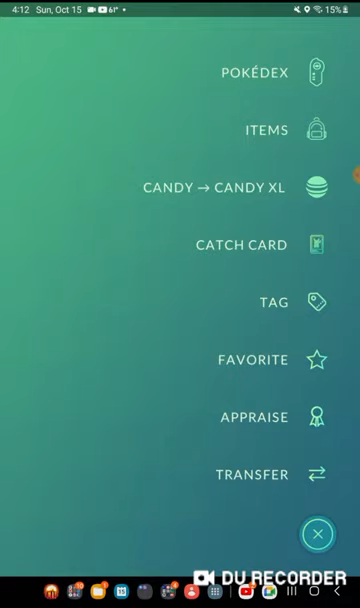 4:12 Sun, Oct 15 61° 15%
POKÉDEX
ITEMS
CANDY → CANDY XL
CATCH CARD
TAG
FAVORITE
APPRAISE
TRANSFER
DU RECORDER